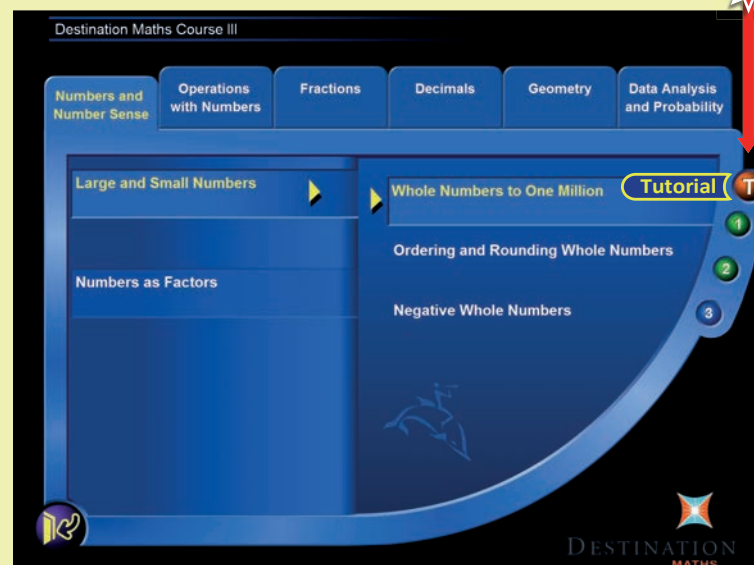 Destination Maths Course III
Numbers and
Number Sense
Operations
with Numbers
Fractions
Decimals
Geometry
Data Analysis
and Probability
Large and Small Numbers
Numbers as Factors
Whole Numbers to One Million
Tutorial
T
Ordering and Rounding Whole Numbers
Negative Whole Numbers
1
2
3
DESTINATION
MATHS